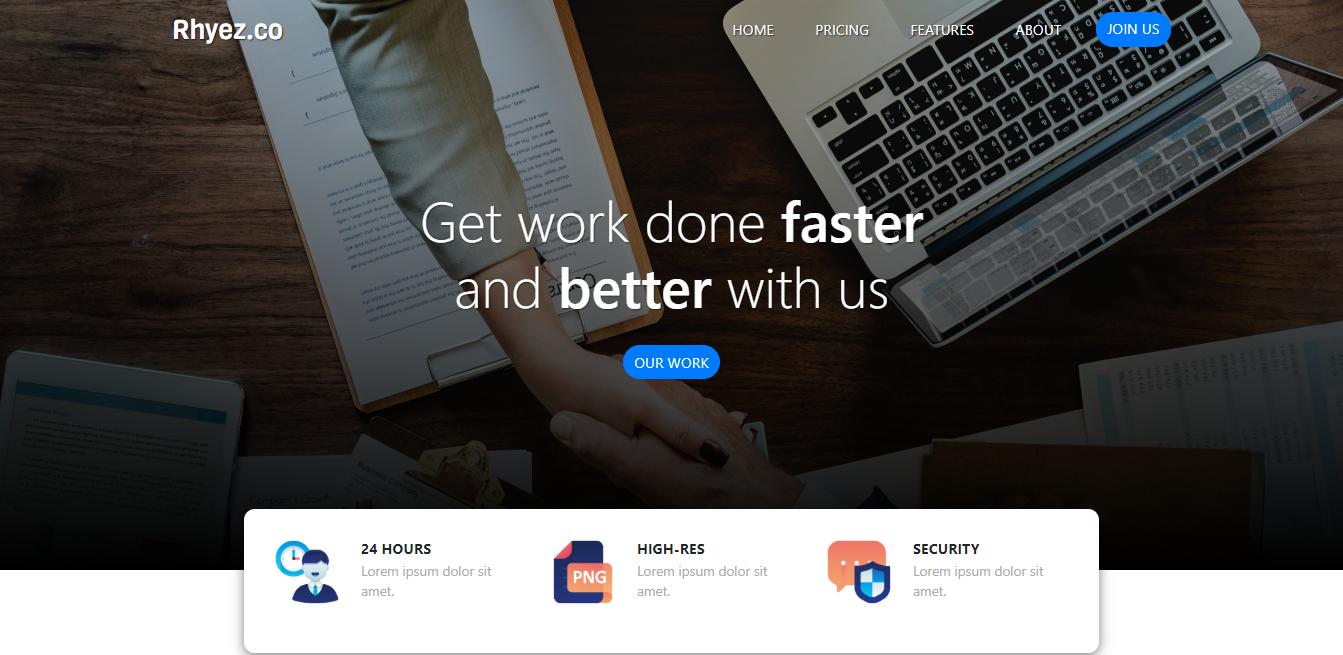 Rhyez.co
HOME
PRICING
FEATURES
ABOUT
JOIN US
Get work done faster
and better with us
OUR WORK
24 HOURS
Lorem ipsum dolor sit
amet.
PNG
HIGH-RES
Lorem ipsum dolor sit
amet.
SECURITY
Lorem ipsum dolor sit
amet.